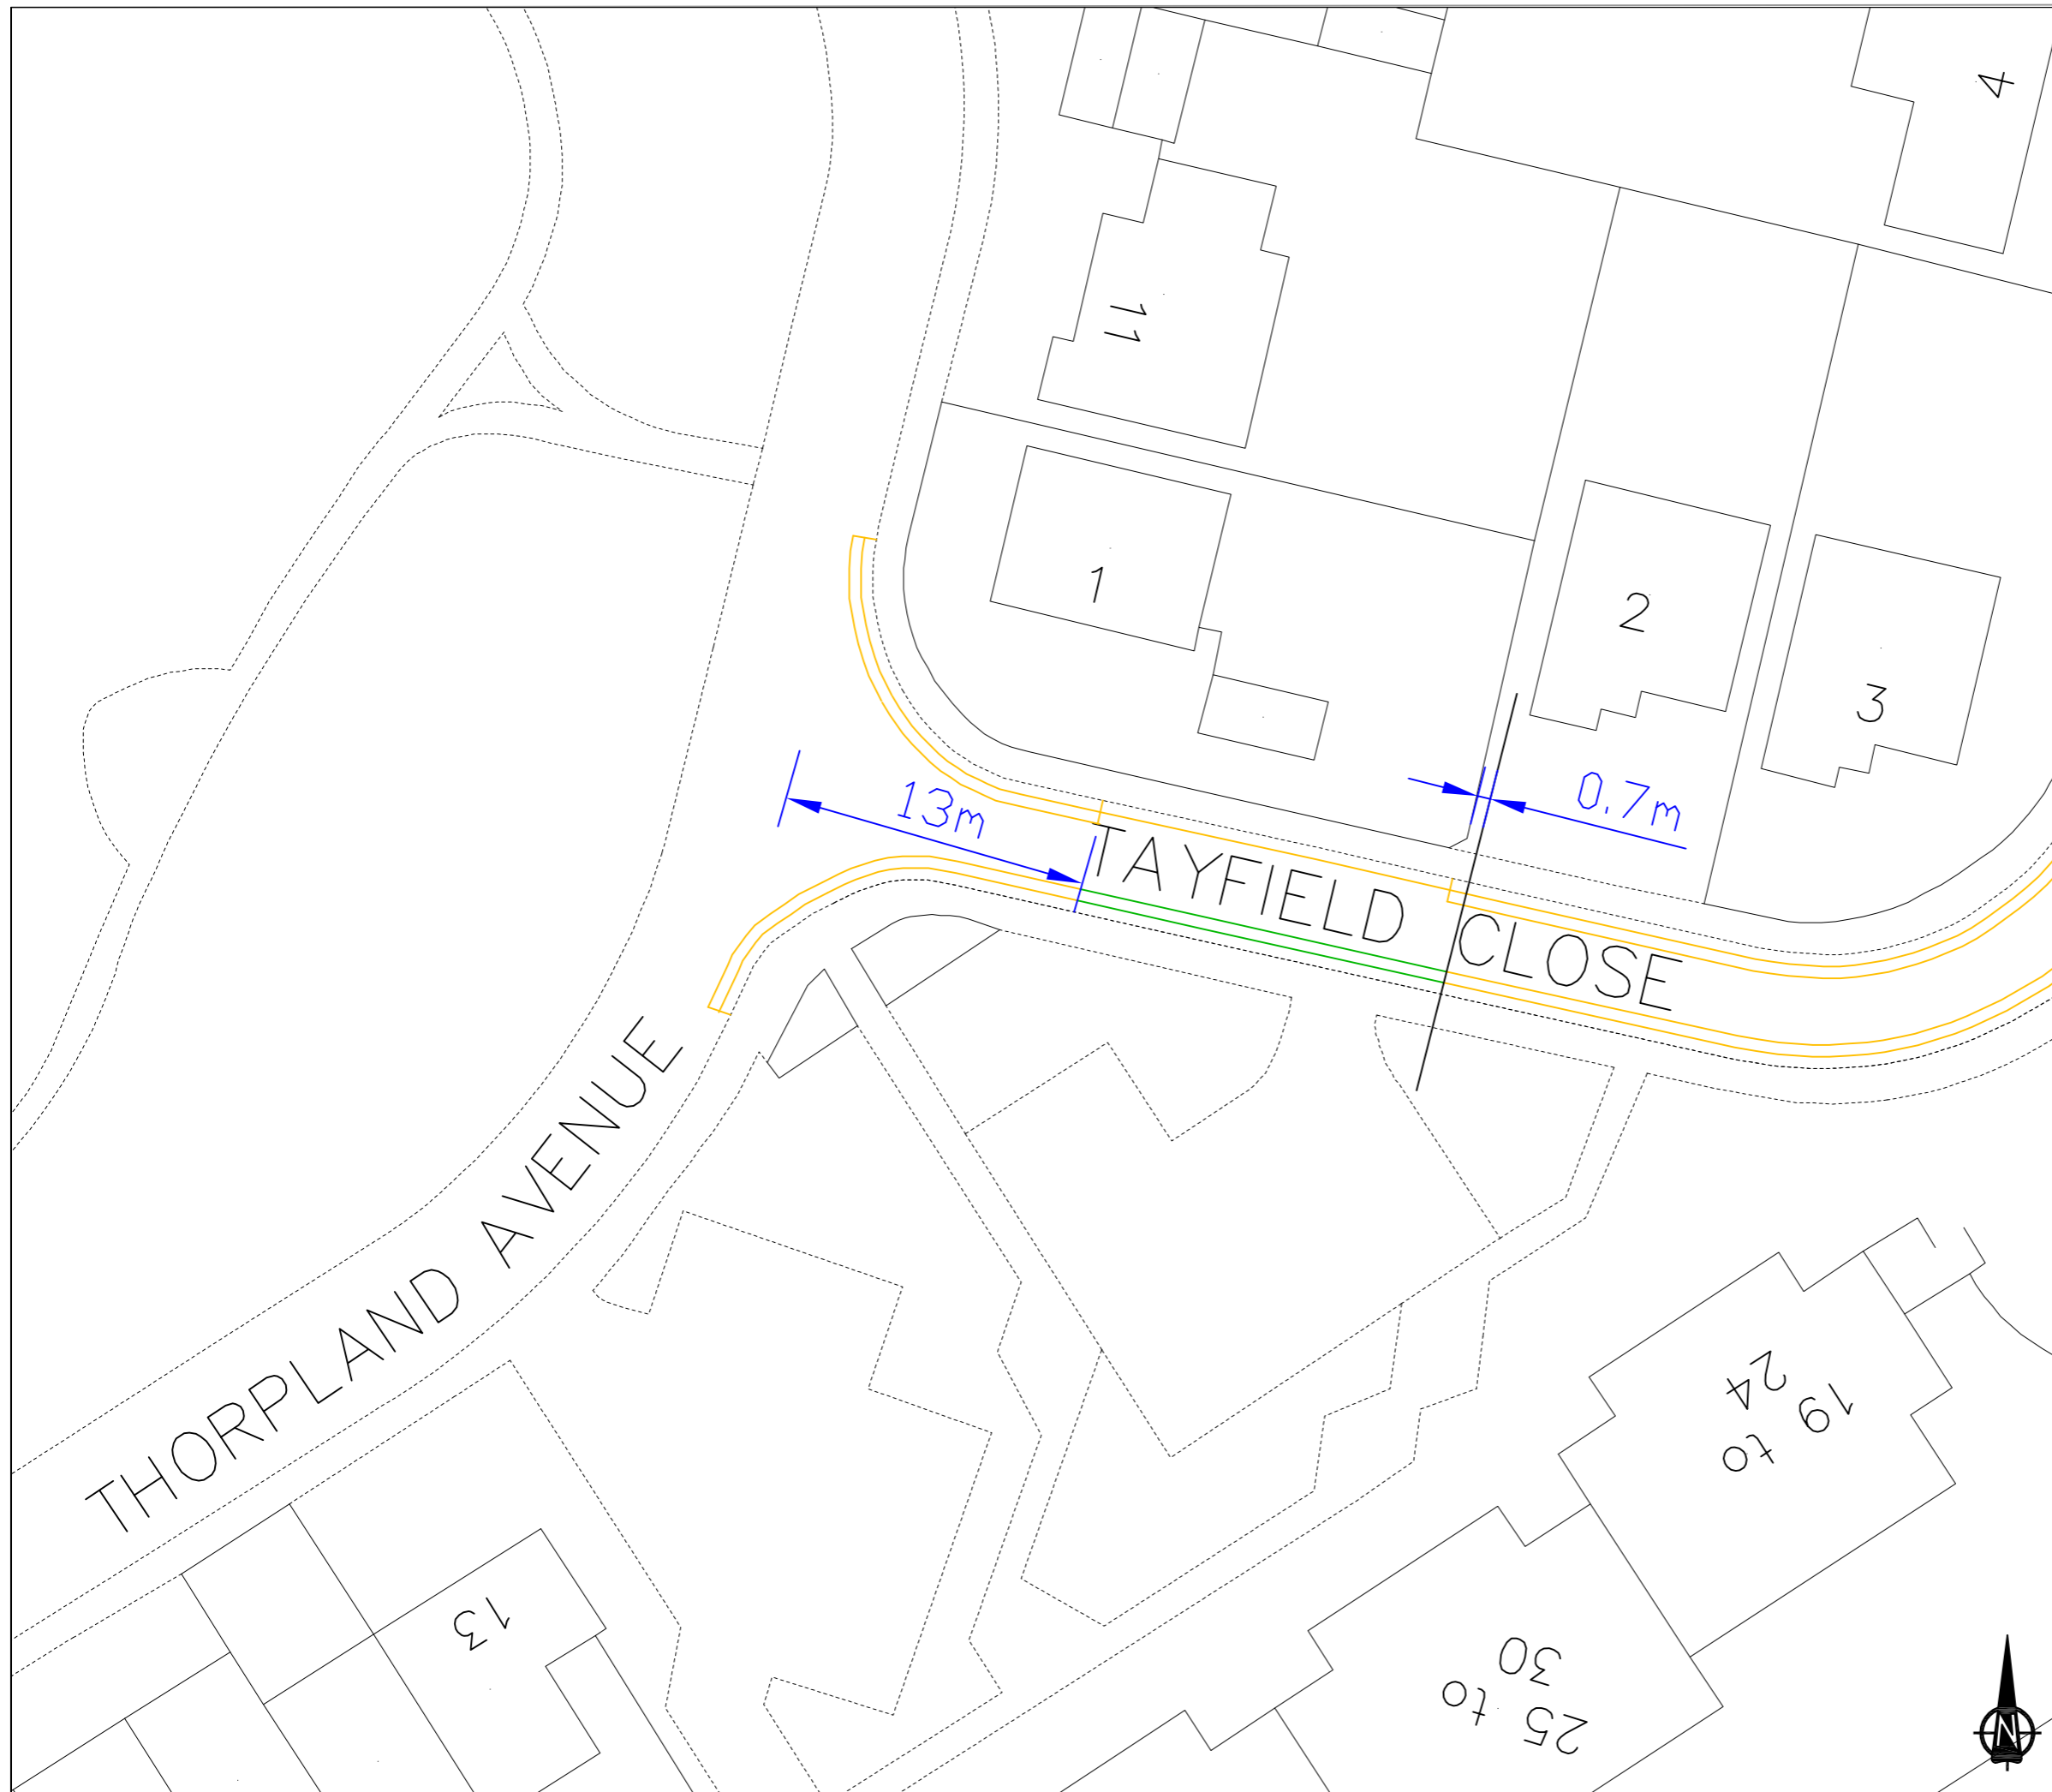 4
11
1
2
3
13m
0.7m
TAYFIELD CLOSE
THORPLAND AVENUE
19 to 24
13
25 to 30
N